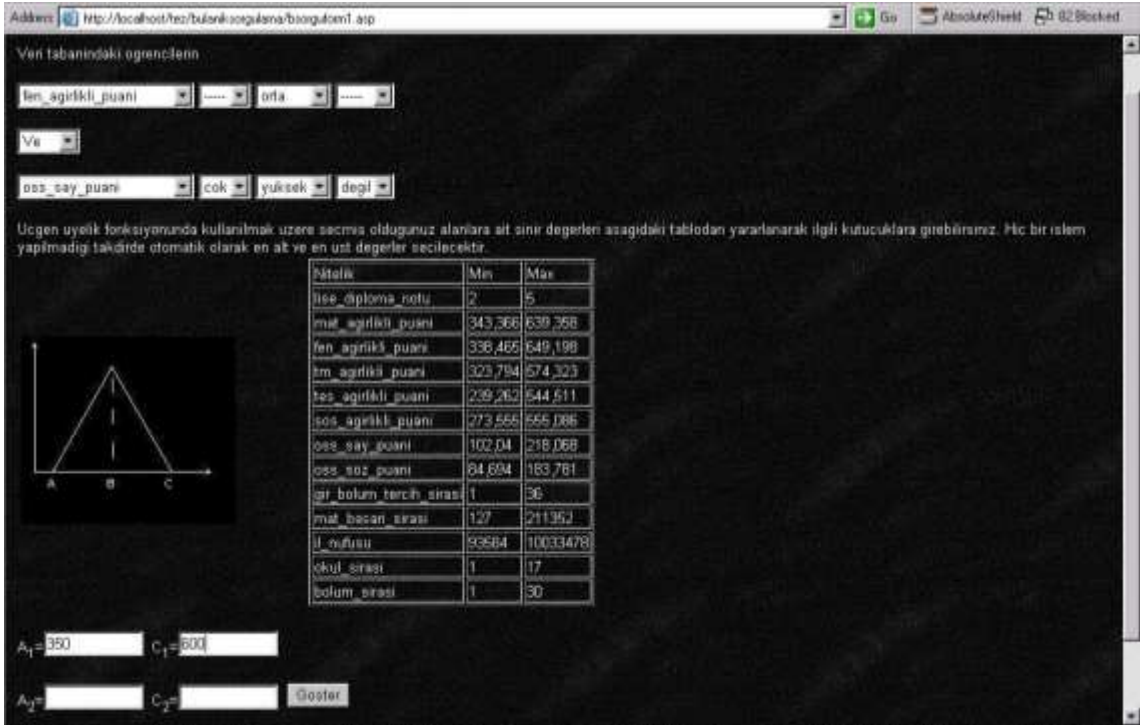 Address http://localhost/tez/bulaniksorgulama/bsorguform1.asp Go AbsoluteShield 82 Blocked
Veri tabanindaki ogrencilerin
fen_agirlikli_puani ----- orta -----
Ve
oss_say_puani cok yuksek degil
Ucgen uyelik fonksiyonunda kullanilmak uzere secmis oldugunuz alanlara ait sinir degerleri asagidaki tablodan yararlanarak ilgili kutucuklara girebilirsiniz. Hic bir islem
yapilmadig takdirde otomatik olarak en alt ve en ust degerler secilecektir.
Nitelik Min Max
lise_diploma_notu 2 5
mat_agirlikli_puani 343,366 639,358
fen_agirlikli_puani 338,465 649,198
tm_agirlikli_puani 323,794 574,323
tes_agirlikli_puani 239,262 544,511
sos_agirlikli_puani 273,555 555,086
oss_say_puani 102,04 218,068
oss_soz_puani 84,694 183,781
gir_bolum_tercih_sirasi 1 36
mat_basari_sirasi 127 211352
il_nufusu 93584 10033478
okul_sirasi 1 17
bolum_sirasi 1 30
A B C
A1= 350 C1= 600
A2= C2= Goster